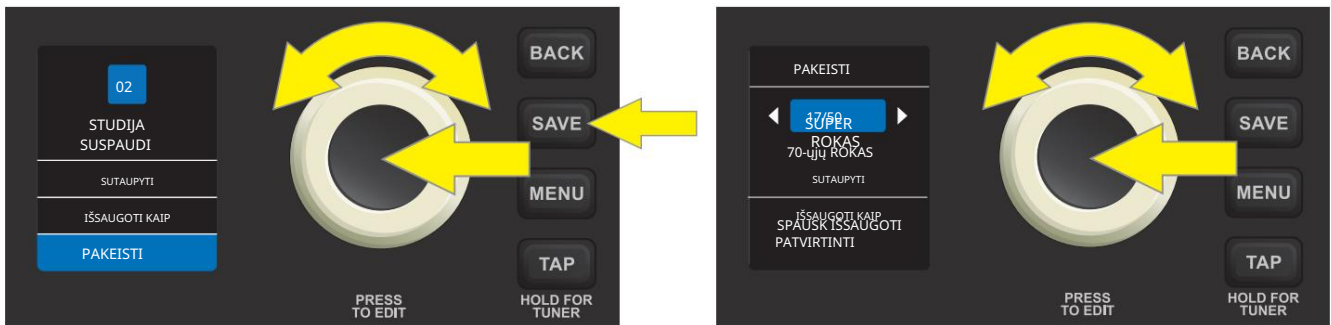 02
STUDIJA
SUSPAUDI
SUTAUPYTI
IŠSAUGOTI KAIP
PAKEISTI
BACK
SAVE
MENU
TAP
PRESS
TO EDIT
HOLD FOR
TUNER
PAKEISTI
17/50
SUPER
ROKAS
70-ųjų ROKAS
SUTAUPYTI
IŠSAUGOTI KAIP
SPAUSK IŠSAUGOTI
PATVIRTINTI
BACK
SAVE
MENU
TAP
PRESS
TO EDIT
HOLD FOR
TUNER